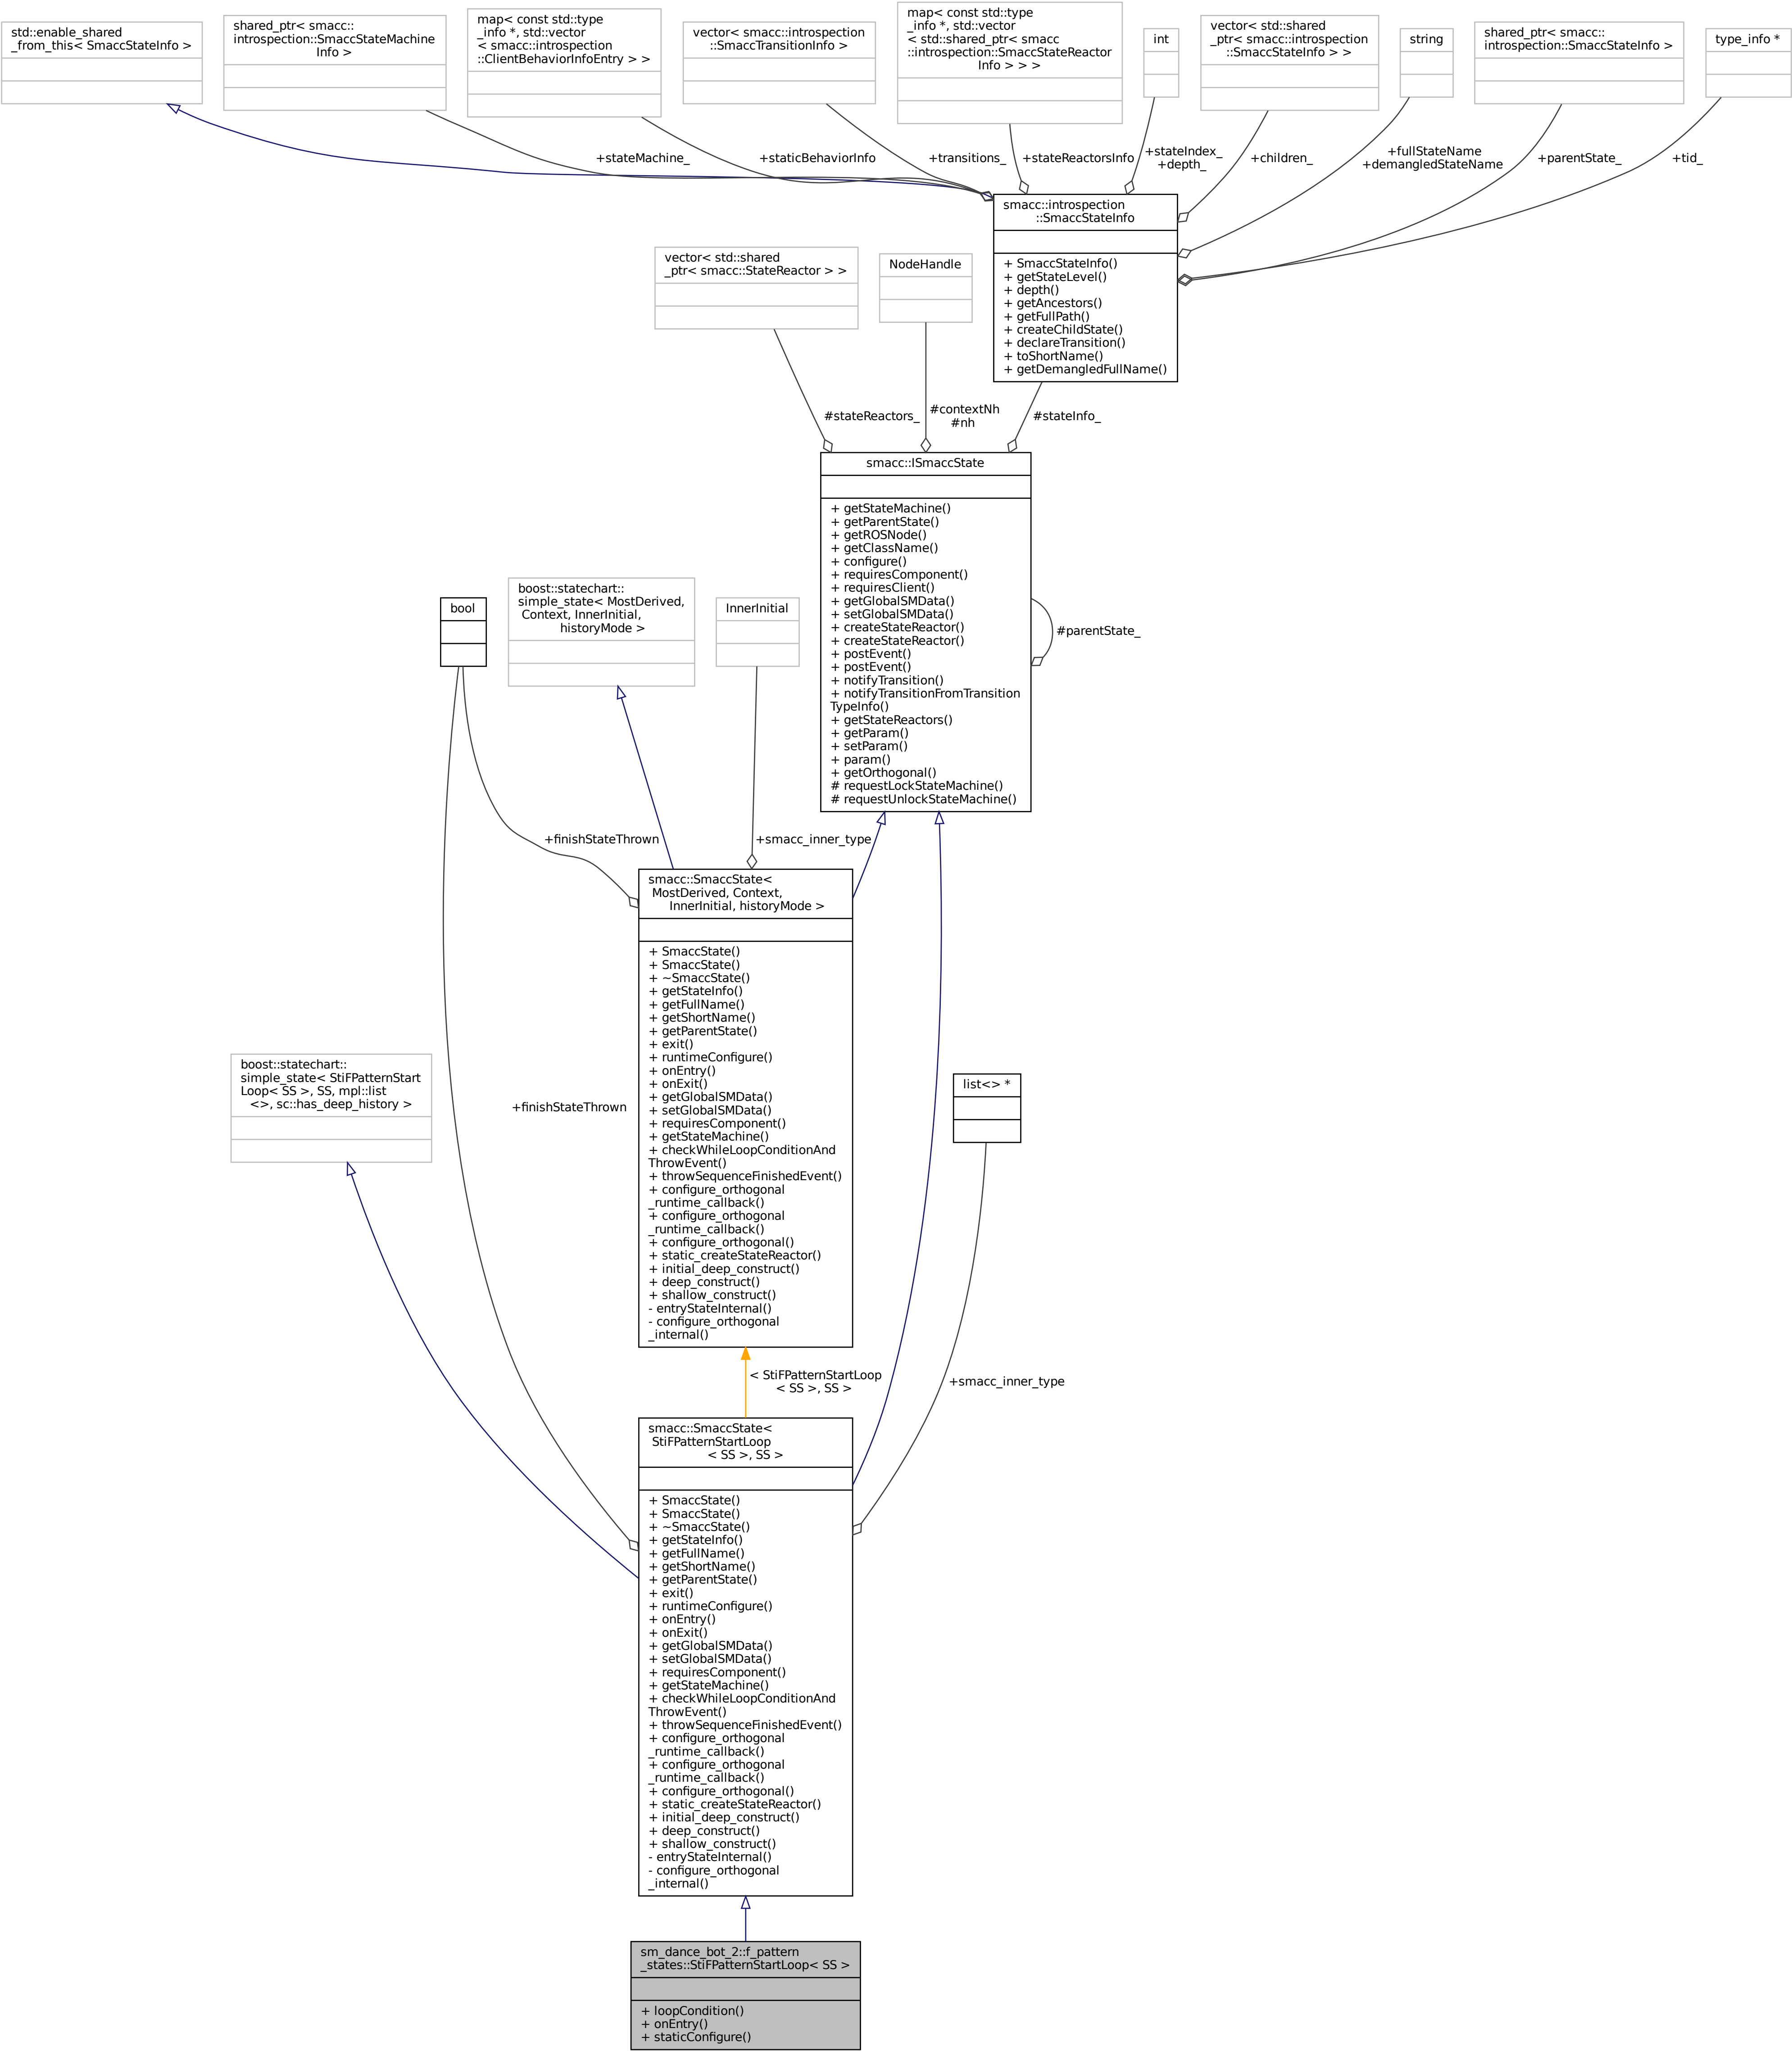 std::enable_shared
_from_this< SmaccStateInfo >
shared_ptr< smacc::
introspection::SmaccStateMachine
Info >
map< const std::type
_info *, std::vector
< smacc::introspection
::ClientBehaviorInfoEntry > >
vector< smacc::introspection
::SmaccTransitionInfo >
map< const std::type
_info *, std::vector
< std::shared_ptr< smacc
::introspection::SmaccStateReactor
Info > > >
int
vector< std::shared
_ptr< smacc::introspection
::SmaccStateInfo > >
string
shared_ptr< smacc::
introspection::SmaccStateInfo >
type_info *
+stateMachine_
+staticBehaviorInfo
+transitions_
+stateReactorsInfo
+stateIndex_
+depth_
+children_
+fullStateName
+demangledStateName
+parentState_
+tid_
smacc::introspection
::SmaccStateInfo
+ SmaccStateInfo()
+ getStateLevel()
+ depth()
+ getAncestors()
+ getFullPath()
+ createChildState()
+ declareTransition()
+ toShortName()
+ getDemangledFullName()
vector< std::shared
_ptr< smacc::StateReactor > >
NodeHandle
#stateReactors_
#contextNh
#nh
#stateInfo_
smacc::ISmaccState
+ getStateMachine()
+ getParentState()
+ getROSNode()
+ getClassName()
+ configure()
+ requiresComponent()
+ requiresClient()
+ getGlobalSMData()
+ setGlobalSMData()
+ createStateReactor()
+ createStateReactor()
+ postEvent()
+ postEvent()
+ notifyTransition()
+ notifyTransitionFromTransition
TypeInfo()
+ getStateReactors()
+ getParam()
+ setParam()
+ param()
+ getOrthogonal()
# requestLockStateMachine()
# requestUnlockStateMachine()
#parentState_
bool
boost::statechart::
simple_state< MostDerived,
Context, InnerInitial,
historyMode >
InnerInitial
+finishStateThrown
+smacc_inner_type
smacc::SmaccState<
MostDerived, Context,
InnerInitial, historyMode >
+ SmaccState()
+ SmaccState()
+ ~SmaccState()
+ getStateInfo()
+ getFullName()
+ getShortName()
+ getParentState()
+ exit()
+ runtimeConfigure()
+ onEntry()
+ onExit()
+ getGlobalSMData()
+ setGlobalSMData()
+ requiresComponent()
+ getStateMachine()
+ checkWhileLoopConditionAnd
ThrowEvent()
+ throwSequenceFinishedEvent()
+ configure_orthogonal
_runtime_callback()
+ configure_orthogonal
_runtime_callback()
+ configure_orthogonal()
+ static_createStateReactor()
+ initial_deep_construct()
+ deep_construct()
+ shallow_construct()
- entryStateInternal()
- configure_orthogonal
_internal()
boost::statechart::
simple_state< StiFPatternStart
Loop< SS >, SS, mpl::list
<>, sc::has_deep_history >
+finishStateThrown
list<> *
< StiFPatternStartLoop
< SS >, SS >
+smacc_inner_type
smacc::SmaccState<
StiFPatternStartLoop
< SS >, SS >
+ SmaccState()
+ SmaccState()
+ ~SmaccState()
+ getStateInfo()
+ getFullName()
+ getShortName()
+ getParentState()
+ exit()
+ runtimeConfigure()
+ onEntry()
+ onExit()
+ getGlobalSMData()
+ setGlobalSMData()
+ requiresComponent()
+ getStateMachine()
+ checkWhileLoopConditionAnd
ThrowEvent()
+ throwSequenceFinishedEvent()
+ configure_orthogonal
_runtime_callback()
+ configure_orthogonal
_runtime_callback()
+ configure_orthogonal()
+ static_createStateReactor()
+ initial_deep_construct()
+ deep_construct()
+ shallow_construct()
- entryStateInternal()
- configure_orthogonal
_internal()
sm_dance_bot_2::f_pattern
_states::StiFPatternStartLoop< SS >
+ loopCondition()
+ onEntry()
+ staticConfigure()